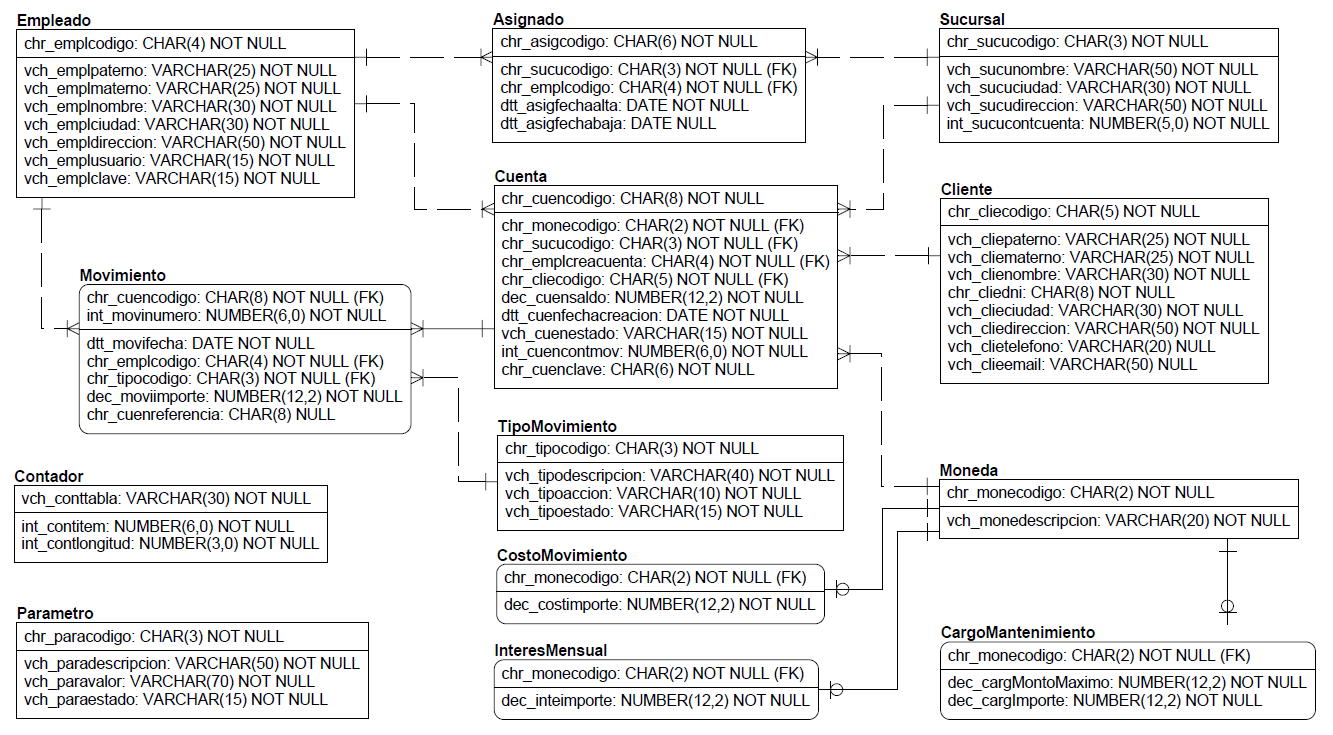 Empleado
chr_emplcodigo: CHAR(4) NOT NULL
vch_emplpaterno: VARCHAR(25) NOT NULL
vch_emplmaterno: VARCHAR(25) NOT NULL
vch_emplnombre: VARCHAR(30) NOT NULL
vch_emplciudad: VARCHAR(30) NOT NULL
vch_empldireccion: VARCHAR(50) NOT NULL
vch_emplusuario: VARCHAR(15) NOT NULL
vch_emplclave: VARCHAR(15) NOT NULL
Asignado
chr_asigcodigo: CHAR(6) NOT NULL
chr_sucucodigo: CHAR(3) NOT NULL (FK)
chr_emplcodigo: CHAR(4) NOT NULL (FK)
dtt_asigfechaalta: DATE NOT NULL
dtt_asigfechabaja: DATE NULL
Sucursal
chr_sucucodigo: CHAR(3) NOT NULL
vch_sucunombre: VARCHAR(50) NOT NULL
vch_sucuciudad: VARCHAR(30) NOT NULL
vch_sucudireccion: VARCHAR(50) NOT NULL
int_sucucontcuenta: NUMBER(5,0) NOT NULL
Cuenta
chr_cuencodigo: CHAR(8) NOT NULL
chr_monecodigo: CHAR(2) NOT NULL (FK)
chr_sucucodigo: CHAR(3) NOT NULL (FK)
chr_emplcreacuenta: CHAR(4) NOT NULL (FK)
chr_cliecodigo: CHAR(5) NOT NULL (FK)
dec_cuensaldo: NUMBER(12,2) NOT NULL
dtt_cuenfechacreacion: DATE NOT NULL
vch_cuenestado: VARCHAR(15) NOT NULL
int_cuencontmov: NUMBER(6,0) NOT NULL
chr_cuenclave: CHAR(6) NOT NULL
Cliente
chr_cliecodigo: CHAR(5) NOT NULL
vch_cliepaterno: VARCHAR(25) NOT NULL
vch_cliematerno: VARCHAR(25) NOT NULL
vch_clienombre: VARCHAR(30) NOT NULL
chr_cliedni: CHAR(8) NOT NULL
vch_clieciudad: VARCHAR(30) NOT NULL
vch_cliedireccion: VARCHAR(50) NOT NULL
vch_clietelefono: VARCHAR(20) NULL
vch_clieemail: VARCHAR(50) NULL
Movimiento
chr_cuencodigo: CHAR(8) NOT NULL (FK)
int_movinumero: NUMBER(6,0) NOT NULL
dtt_movifecha: DATE NOT NULL
chr_emplcodigo: CHAR(4) NOT NULL (FK)
chr_tipocodigo: CHAR(3) NOT NULL (FK)
dec_moviimporte: NUMBER(12,2) NOT NULL
chr_cuenreferencia: CHAR(8) NULL
TipoMovimiento
chr_tipocodigo: CHAR(3) NOT NULL
vch_tipodescripcion: VARCHAR(40) NOT NULL
vch_tipoaccion: VARCHAR(10) NOT NULL
vch_tipoestado: VARCHAR(15) NOT NULL
Contador
vch_conttabla: VARCHAR(30) NOT NULL
int_contitem: NUMBER(6,0) NOT NULL
int_contlongitud: NUMBER(3,0) NOT NULL
Moneda
chr_monecodigo: CHAR(2) NOT NULL
vch_monedescripcion: VARCHAR(20) NOT NULL
CostoMovimiento
chr_monecodigo: CHAR(2) NOT NULL (FK)
dec_costimporte: NUMBER(12,2) NOT NULL
Parametro
chr_paracodigo: CHAR(3) NOT NULL
vch_paradescripcion: VARCHAR(50) NOT NULL
vch_paravalor: VARCHAR(70) NOT NULL
vch_paraestado: VARCHAR(15) NOT NULL
InteresMensual
chr_monecodigo: CHAR(2) NOT NULL (FK)
dec_inteimporte: NUMBER(12,2) NOT NULL
CargoMantenimiento
chr_monecodigo: CHAR(2) NOT NULL (FK)
dec_cargMontoMaximo: NUMBER(12,2) NOT NULL
dec_cargImporte: NUMBER(12,2) NOT NULL